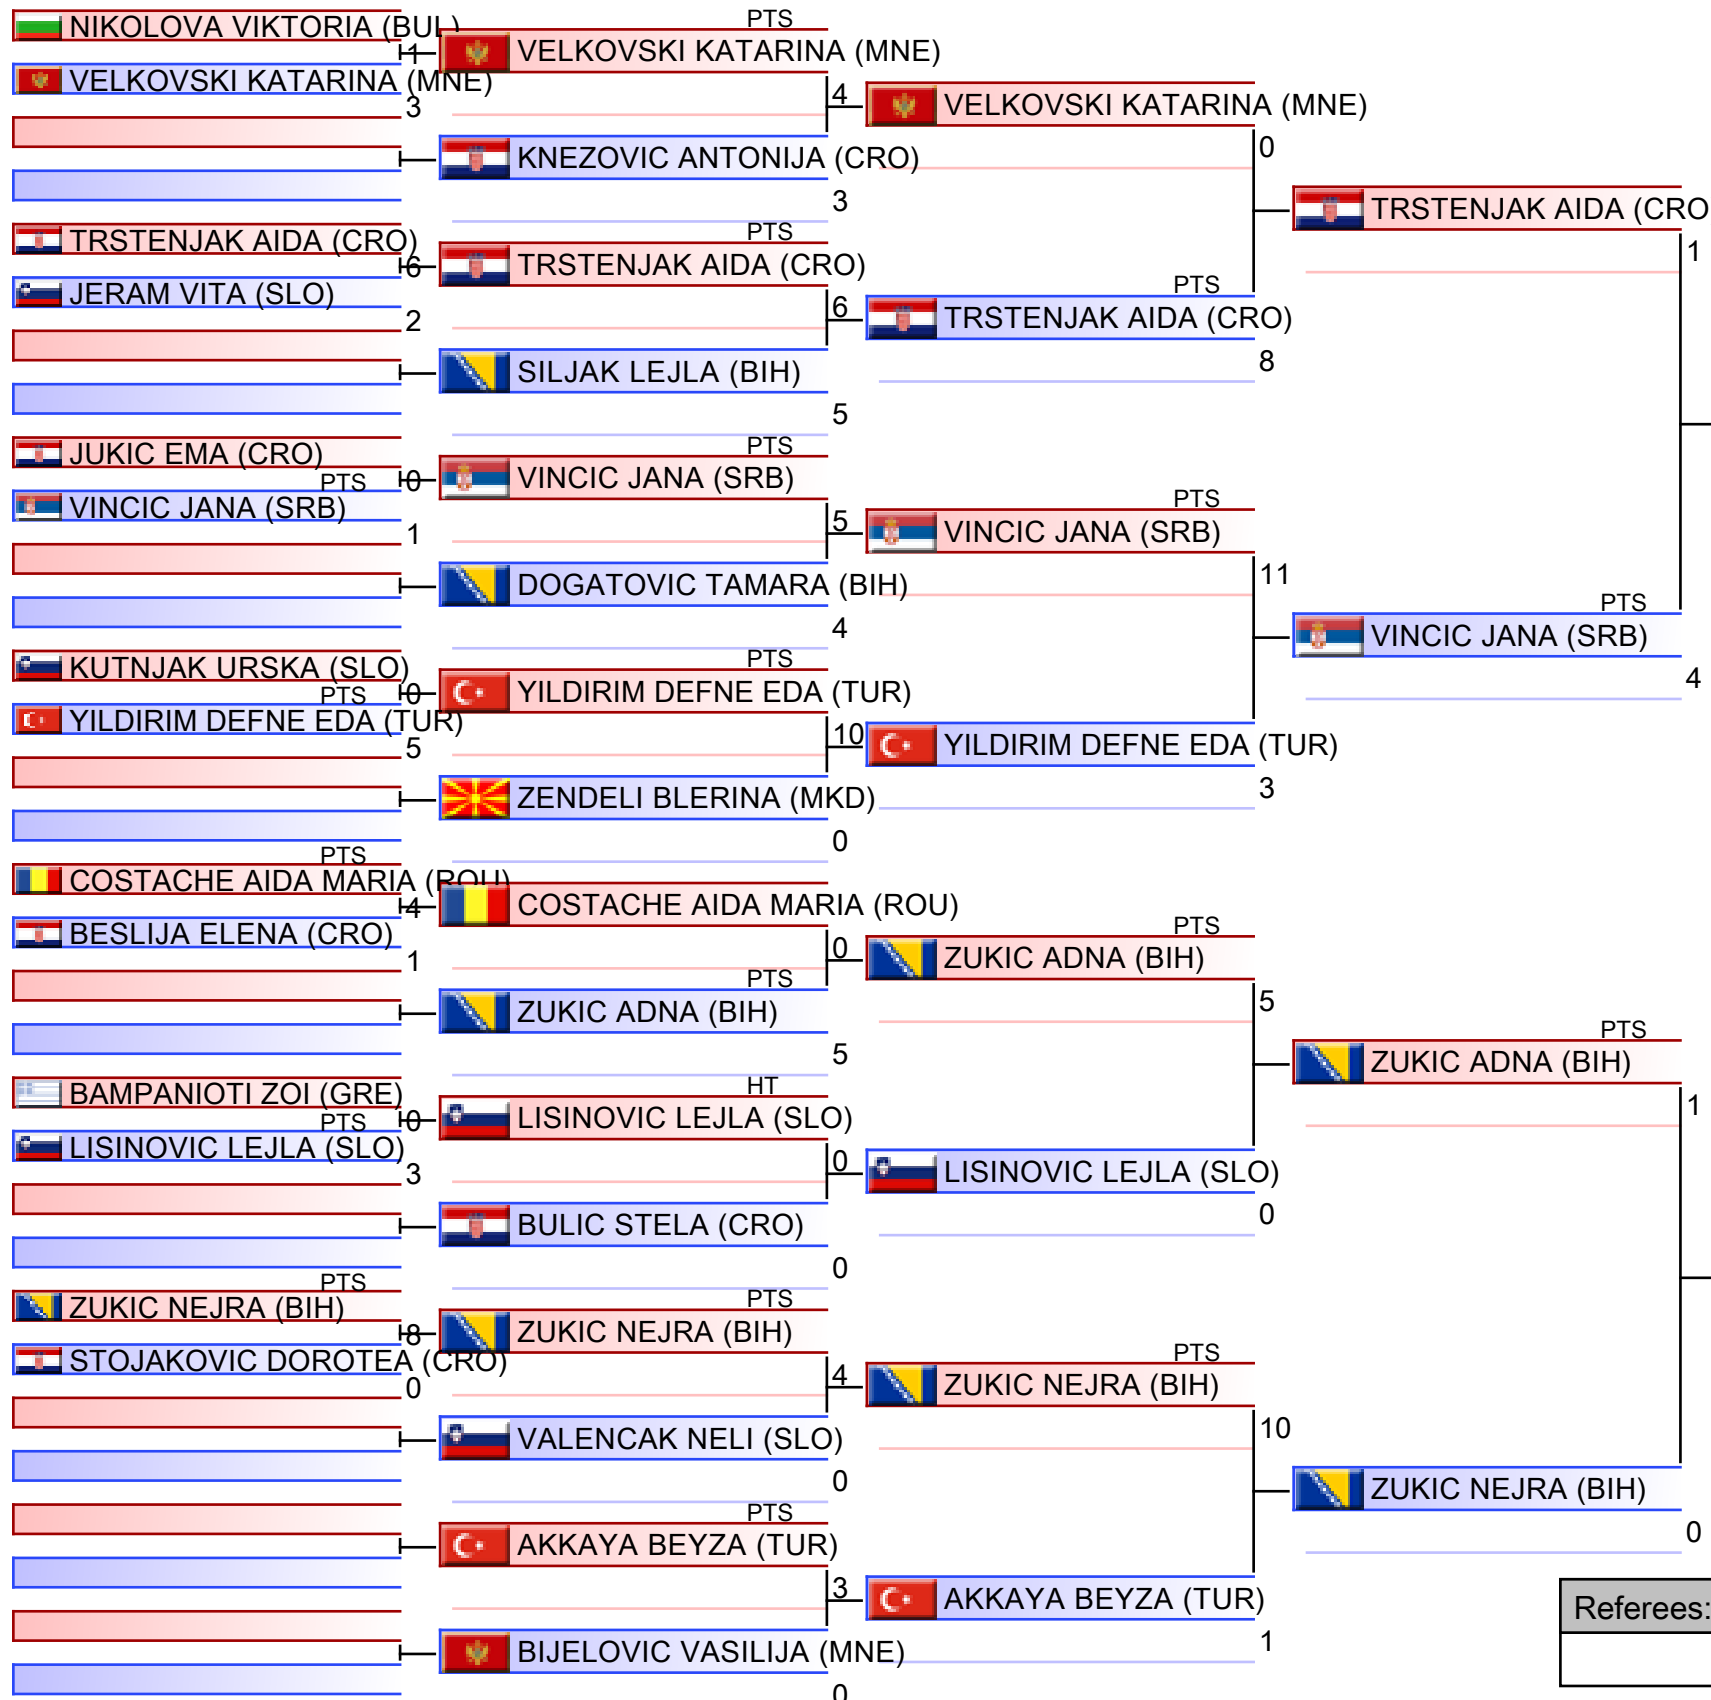 NIKOLOVA VIKTORIA (BUL)
1
VELKOVSKI KATARINA (MNE)
3
TRSTENJAK AIDA (CRO)
6
JERAM VITA (SLO)
2
JUKIC EMA (CRO)
0
PTS
VINCIC JANA (SRB)
1
KUTNJAK URSKA (SLO)
0
PTS
YILDIRIM DEFNE EDA (TUR)
5
PTS
COSTACHE AIDA MARIA (ROU)
4
BESLIJA ELENA (CRO)
1
BAMPANIOTI ZOI (GRE)
0
PTS
LISINOVIC LEJLA (SLO)
3
PTS
ZUKIC NEJRA (BIH)
8
STOJAKOVIC DOROTEA (CRO)
0
PTS
VELKOVSKI KATARINA (MNE)
4
KNEZOVIC ANTONIJA (CRO)
3
PTS
TRSTENJAK AIDA (CRO)
6
SILJAK LEJLA (BIH)
5
PTS
VINCIC JANA (SRB)
5
DOGATOVIC TAMARA (BIH)
4
PTS
YILDIRIM DEFNE EDA (TUR)
10
ZENDELI BLERINA (MKD)
0
COSTACHE AIDA MARIA (ROU)
0
PTS
ZUKIC ADNA (BIH)
5
HT
LISINOVIC LEJLA (SLO)
0
BULIC STELA (CRO)
0
PTS
ZUKIC NEJRA (BIH)
4
VALENCAK NELI (SLO)
0
PTS
AKKAYA BEYZA (TUR)
3
BIJELOVIC VASILIJA (MNE)
0
VELKOVSKI KATARINA (MNE)
0
PTS
TRSTENJAK AIDA (CRO)
8
PTS
VINCIC JANA (SRB)
11
YILDIRIM DEFNE EDA (TUR)
3
PTS
ZUKIC ADNA (BIH)
5
LISINOVIC LEJLA (SLO)
0
PTS
ZUKIC NEJRA (BIH)
10
AKKAYA BEYZA (TUR)
1
TRSTENJAK AIDA (CRO
1
PTS
VINCIC JANA (SRB)
4
PTS
ZUKIC ADNA (BIH)
1
ZUKIC NEJRA (BIH)
0
Referees: